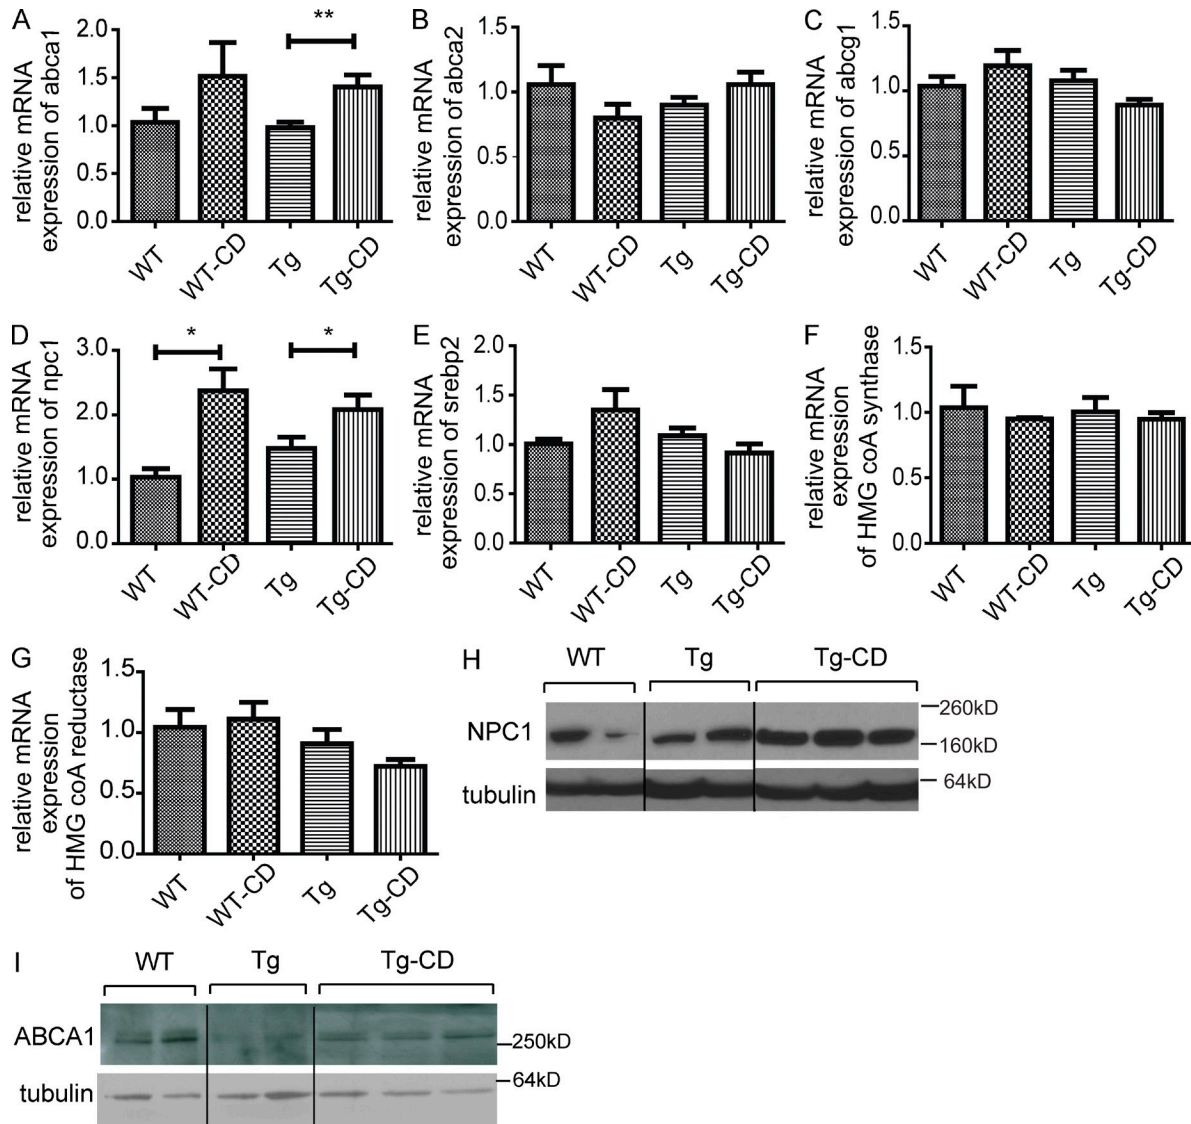 A
relative mRNA
expression of abca1
2.0
1.5
1.0
0.5
0.0
**
WT
WT-CD
Tg
Tg-CD
B
relative mRNA
expression of abca2
1.5
1.0
0.5
0.0
WT
WT-CD
Tg
Tg-CD
C
relative mRNA
expression of abcg1
1.5
1.0
0.5
0.0
WT
WT-CD
Tg
Tg-CD
D
relative mRNA
expression of npc1
3.0
2.0
1.0
0.0
*
*
WT
WT-CD
Tg
Tg-CD
E
relative mRNA
expression of srebp2
2.0
1.5
1.0
0.5
0.0
WT
WT-CD
Tg
Tg-CD
F
relative mRNA
expression
of HMG coA synthase
1.5
1.0
0.5
0.0
WT
WT-CD
Tg
Tg-CD
G
relative mRNA
expression
of HMG coA reductase
1.5
1.0
0.5
0.0
WT
WT-CD
Tg
Tg-CD
H
WT Tg Tg-CD
NPC1
260kD
160kD
tubulin
64kD
I
WT Tg Tg-CD
ABCA1
250kD
tubulin
64kD